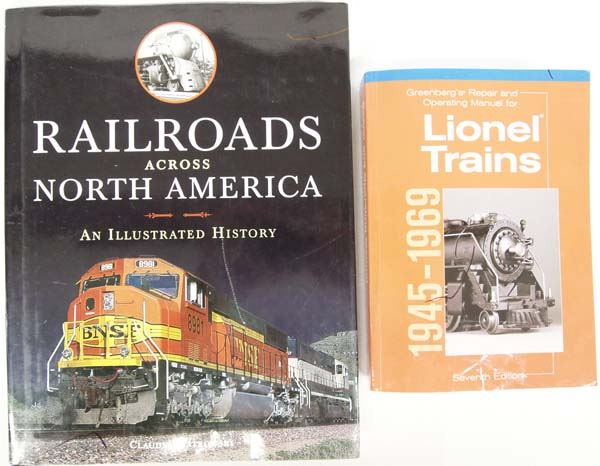 RAILROADS
ACROSS
NORTH AMERICA
AN ILLUSTRATED HISTORY
8981
BNSF
8981
BNSF
Greenberg's® Repair and
Operating Manual for
Lionel®
Trains
1945-1969
Seventh Edition